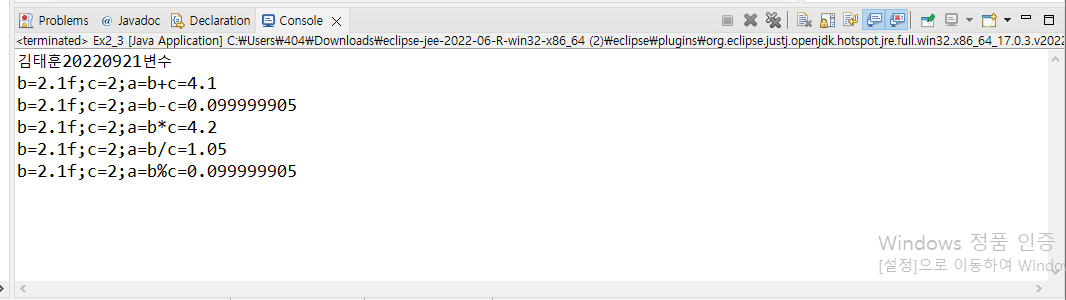 Problems @ Javadoc Declaration Console
<terminated> Ex2_3 [Java Application] C:₩Users₩404₩Downloads₩eclipse-jee-2022-06-R-win32-x86_64 (2)₩eclipse₩plugins₩org.eclipse.justj.openjdk.hotspot.jre.full.win32.x86_64_17.0.3.v2022
김태훈20220921변수
b=2.1f;c=2;a=b+c=4.1
b=2.1f;c=2;a=b-c=0.099999905
b=2.1f;c=2;a=b*c=4.2
b=2.1f;c=2;a=b/c=1.05
b=2.1f;c=2;a=b%c=0.099999905
Windows 정품 인증
[설정]으로 이동하여 Windo